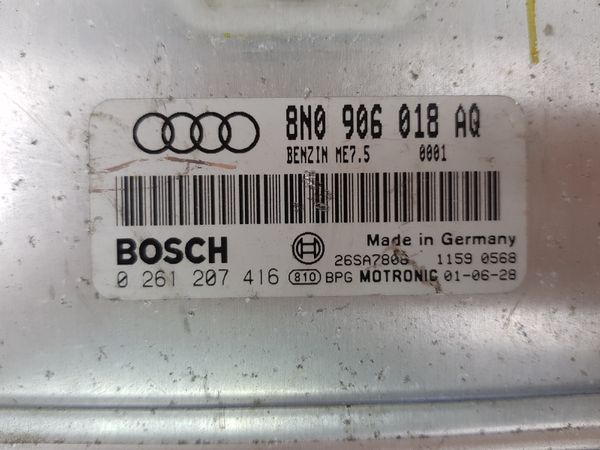 8N0 906 018 AQ
BENZIN ME7.5 0001
BOSCH Made in Germany
26SA7808 1159 0568
0 261 207 416 810 BPG MOTRONIC 01-06-28